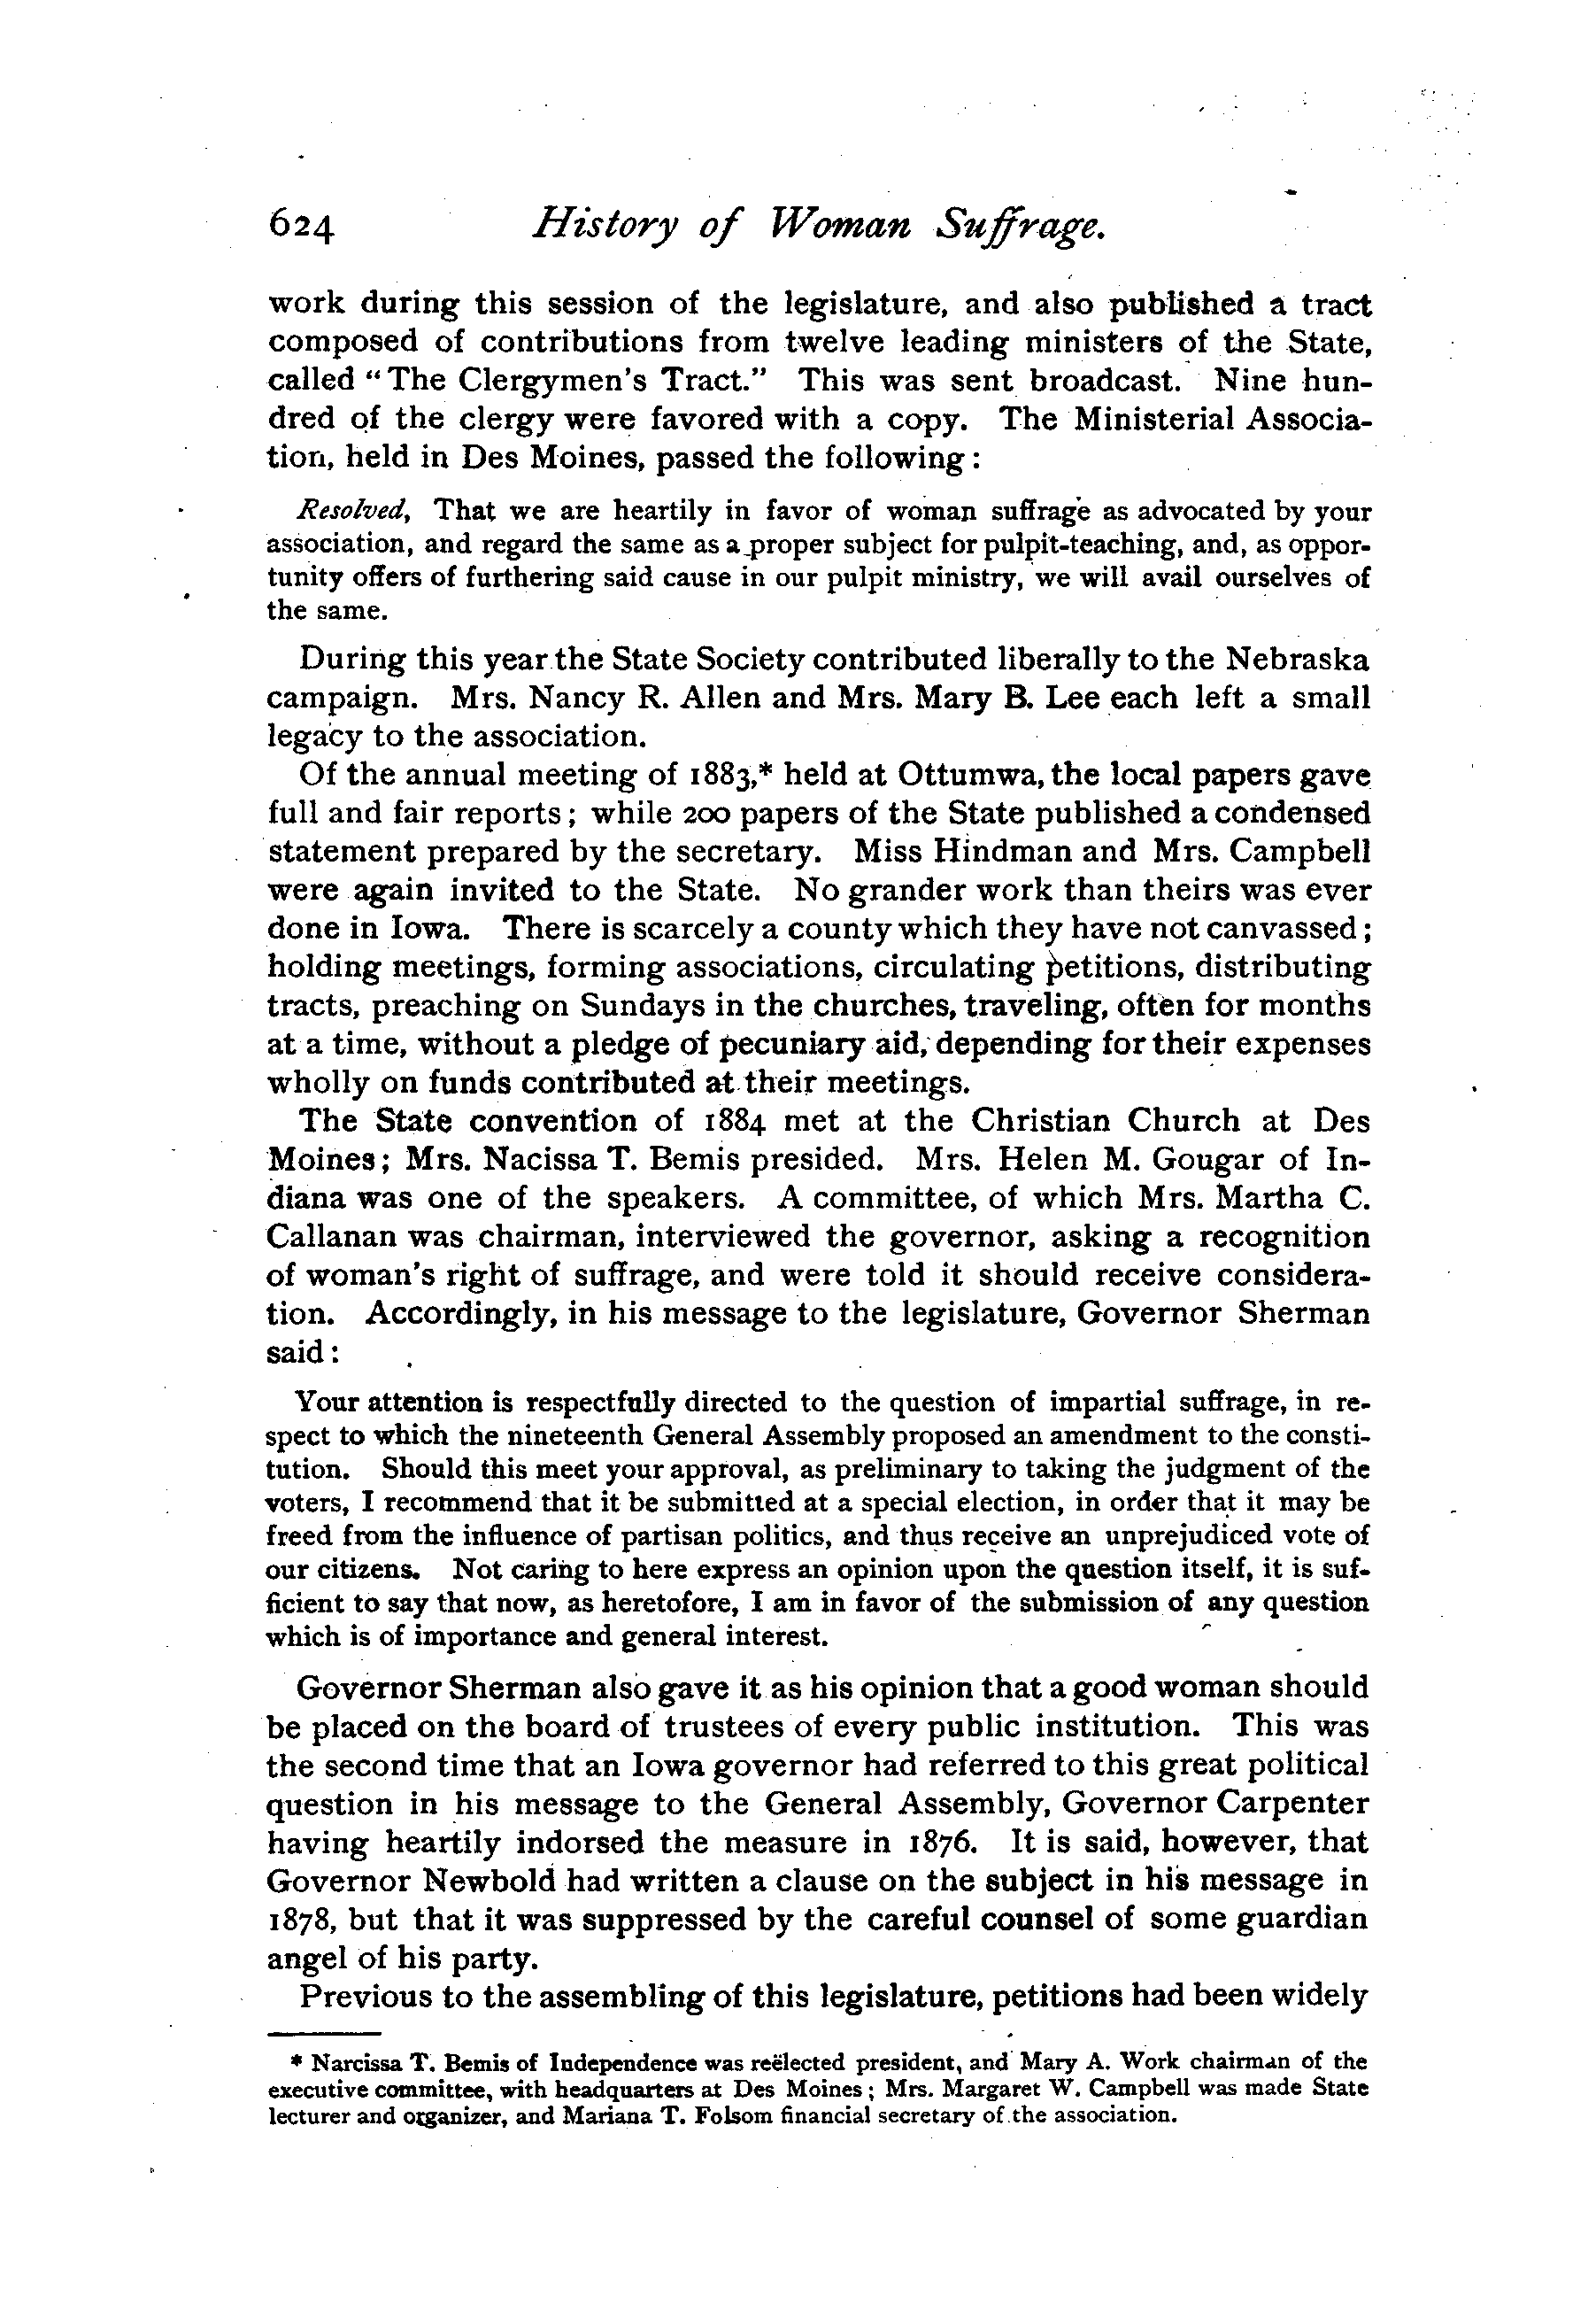 624 History of Woman Suffrage.
work during this session of the legislature, and also published a tract
composed of contributions from twelve leading ministers of the State,
called "The Clergymen's Tract." This was sent broadcast. Nine hun-
dred of the clergy were favored with a copy. The Ministerial Associa-
tion, held in Des Moines, passed the following:
Resolved, That we are heartily in favor of woman suffrage as advocated by your
association, and regard the same as a proper subject for pulpit-teaching, and, as oppor-
tunity offers of furthering said cause in our pulpit ministry, we will avail ourselves of
the same.
During this year the State Society contributed liberally to the Nebraska
campaign. Mrs. Nancy R. Allen and Mrs. Mary B. Lee each left a small
legacy to the association.
Of the annual meeting of 1883,* held at Ottumwa, the local papers gave
full and fair reports; while 200 papers of the State published a condensed
statement prepared by the secretary. Miss Hindman and Mrs. Campbell
were again invited to the State. No grander work than theirs was ever
done in Iowa. There is scarcely a county which they have not canvassed;
holding meetings, forming associations, circulating petitions, distributing
tracts, preaching on Sundays in the churches, traveling, often for months
at a time, without a pledge of pecuniary aid, depending for their expenses
wholly on funds contributed at their meetings.
The State convention of 1884 met at the Christian Church at Des
Moines; Mrs. Nacissa T. Bemis presided. Mrs. Helen M. Gougar of In-
diana was one of the speakers. A committee, of which Mrs. Martha C.
Callanan was chairman, interviewed the governor, asking a recognition
of woman's right of suffrage, and were told it should receive considera-
tion. Accordingly, in his message to the legislature, Governor Sherman
said:
Your attention is respectfully directed to the question of impartial suffrage, in re-
spect to which the nineteenth General Assembly proposed an amendment to the consti-
tution. Should this meet your approval, as preliminary to taking the judgment of the
voters, I recommend that it be submitted at a special election, in order that it may be
freed from the influence of partisan politics, and thus receive an unprejudiced vote of
our citizens. Not caring to here express an opinion upon the question itself, it is suf-
ficient to say that now, as heretofore, I am in favor of the submission of any question
which is of importance and general interest.
Governor Sherman also gave it as his opinion that a good woman should
be placed on the board of trustees of every public institution. This was
the second time that an Iowa governor had referred to this great political
question in his message to the General Assembly, Governor Carpenter
having heartily indorsed the measure in 1876. It is said, however, that
Governor Newbold had written a clause on the subject in his message in
1878, but that it was suppressed by the careful counsel of some guardian
angel of his party.
Previous to the assembling of this legislature, petitions had been widely
* Narcissa T. Bemis of Independence was reëlected president, and Mary A. Work chairman of the
executive committee, with headquarters at Des Moines; Mrs. Margaret W. Campbell was made State
lecturer and organizer, and Mariana T. Folsom financial secretary of the association.